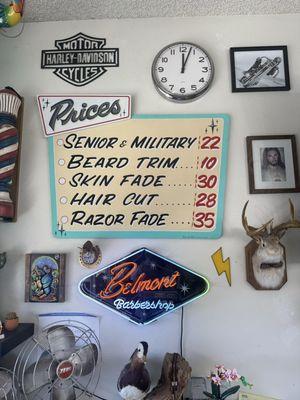 MOTOR
HARLEY-DAVIDSON
CYCLES
Prices
SENIOR & MILITARY 22
BEARD TRIM.... 10
SKIN FADE..... 30
HAIR CUT...... 28
RAZOR FADE.... 35
Belmont
Barbershop